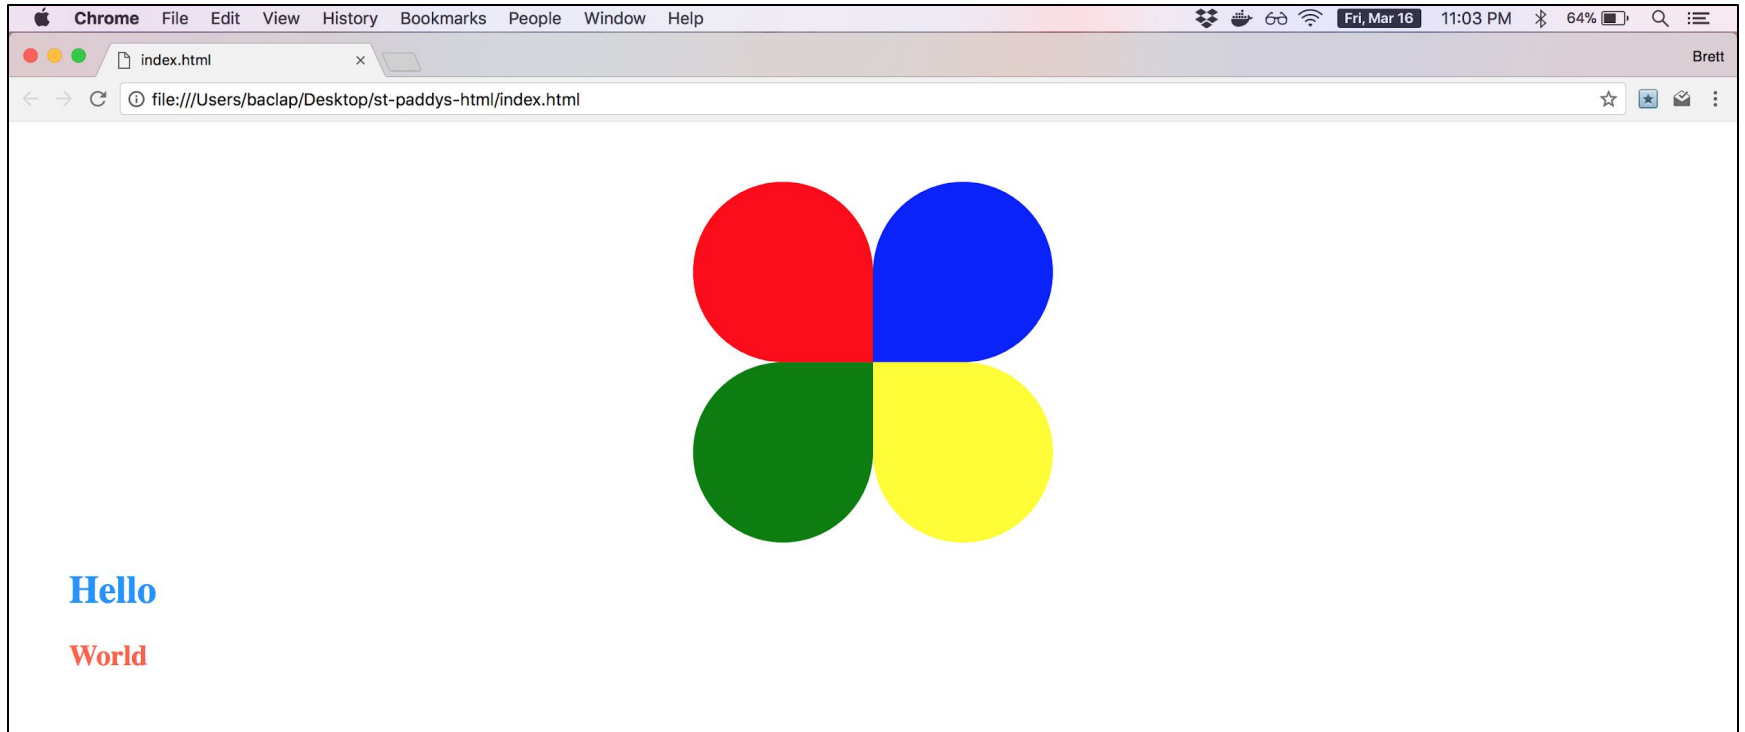 Chrome File Edit View History Bookmarks People Window Help Fri, Mar 16 11:03 PM 64%
index.html Brett
file:///Users/baclap/Desktop/st-paddys-html/index.html
Hello
World